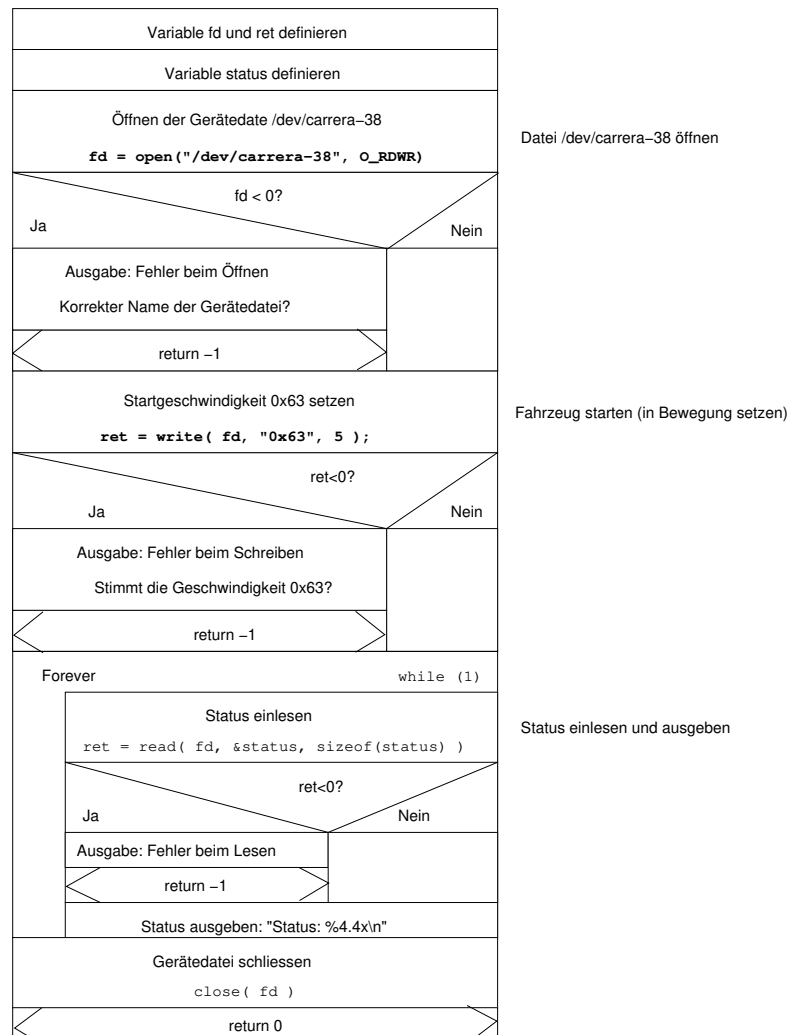 Variable fd und ret definieren
Variable status definieren
Öffnen der Gerätedate /dev/carrera−38
fd = open("/dev/carrera−38", O_RDWR)
Datei /dev/carrera−38 öffnen
fd < 0?
Ja
Nein
Ausgabe: Fehler beim Öffnen
Korrekter Name der Gerätedatei?
return −1
Startgeschwindigkeit 0x63 setzen
ret = write( fd, "0x63", 5 );
Fahrzeug starten (in Bewegung setzen)
ret<0?
Ja
Nein
Ausgabe: Fehler beim Schreiben
Stimmt die Geschwindigkeit 0x63?
return −1
Forever while (1)
Status einlesen
ret = read( fd, &status, sizeof(status) )
Status einlesen und ausgeben
ret<0?
Ja
Nein
Ausgabe: Fehler beim Lesen
return −1
Status ausgeben: "Status: %4.4x\n"
Gerätedatei schliessen
close( fd )
return 0